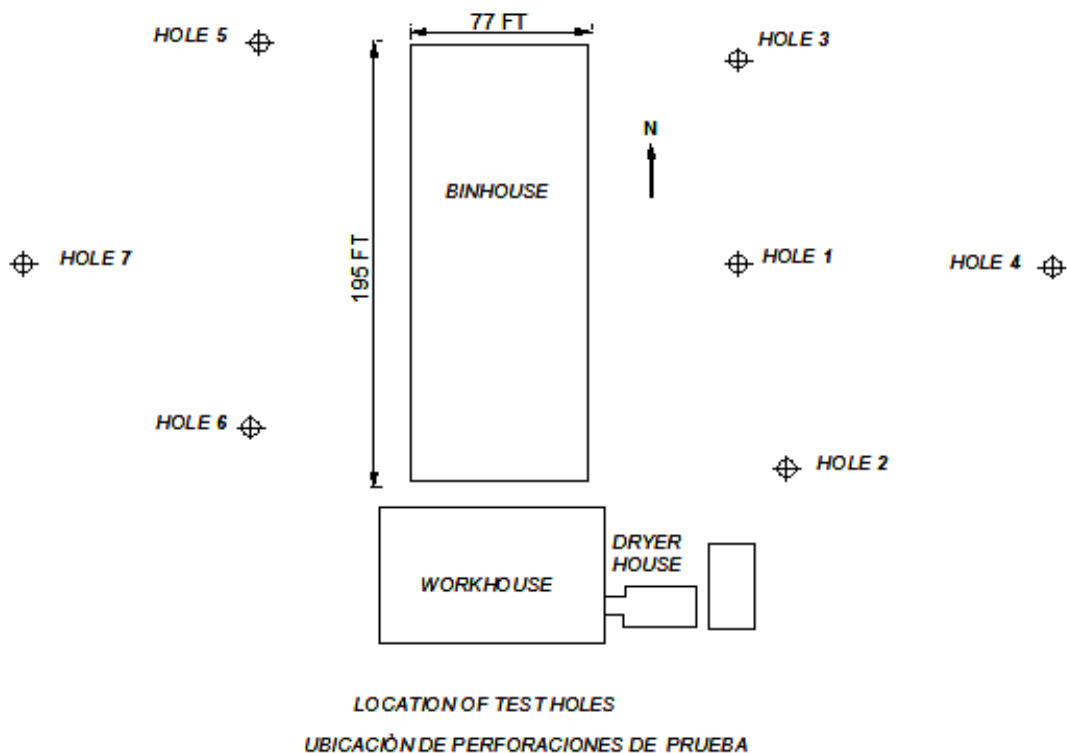 77 FT
HOLE 5
HOLE 3
N
BINHOUSE
195 FT
HOLE 7
HOLE 1
HOLE 4
HOLE 6
HOLE 2
DRYER
HOUSE
WORKHOUSE
LOCATION OF TEST HOLES
UBICACIÒN DE PERFORACIONES DE PRUEBA